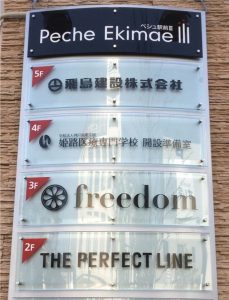 ペシュ駅前Ⅲ
Peche Ekimae Ⅲ
5F
飛島建設株式会社
4F
姫路医療専門学校 開設準備室
3F
freedom
2F
THE PERFECT LINE